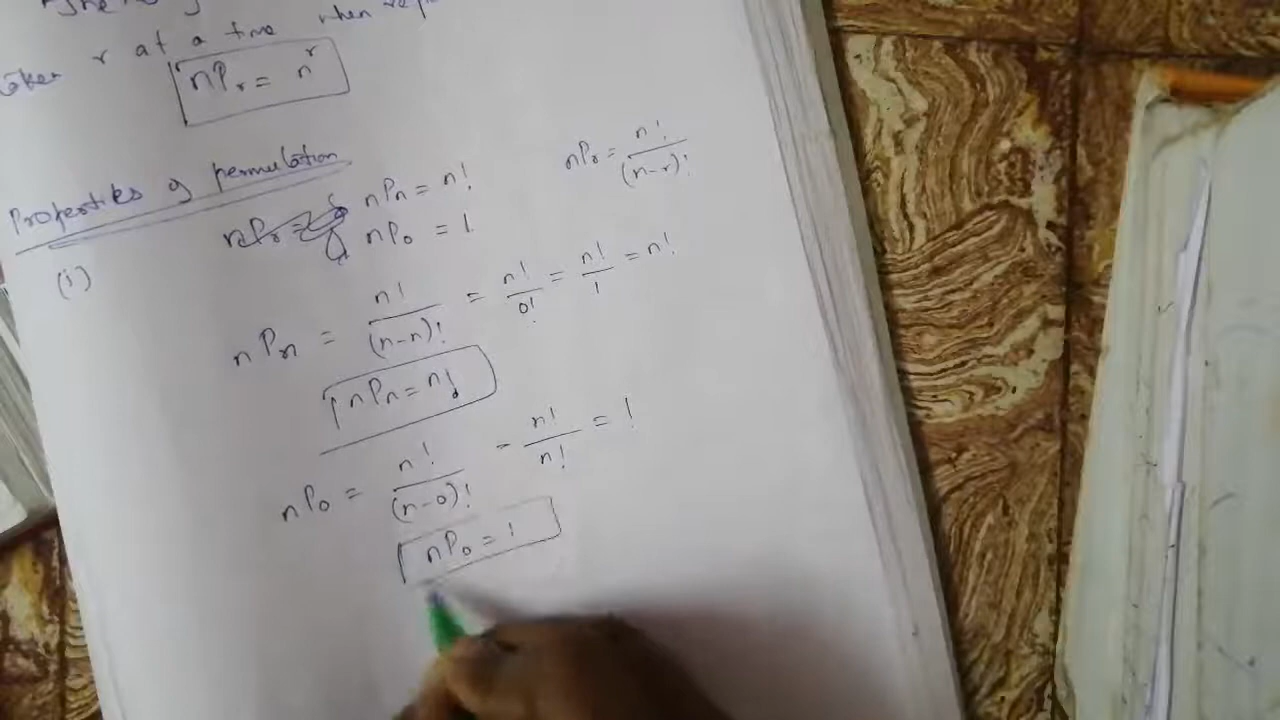 r at a time when
nPr = n^r
Properties of permutation
nPr = n!/(n-r)!
(i) nPn = n!
nP0 = 1
nPn = n!/(n-n)! = n!/0! = n!/1 = n!
nPn = n!
nP0 = n!/(n-0)! = n!/n! = 1
nP0 = 1